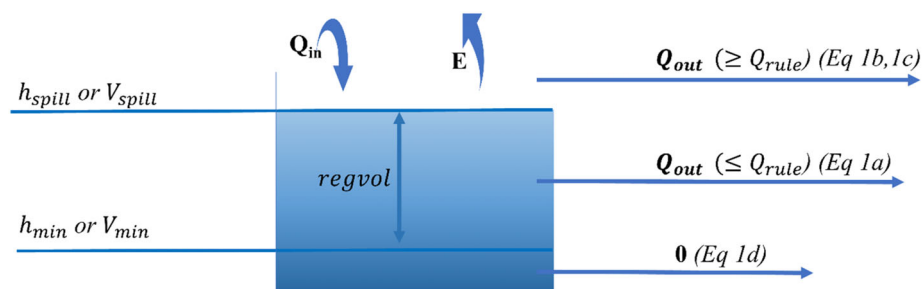 Q_in
E
Q_out (≥ Q_rule) (Eq 1b,1c)
h_spill or V_spill
regvol
Q_out (≤ Q_rule) (Eq 1a)
h_min or V_min
0 (Eq 1d)